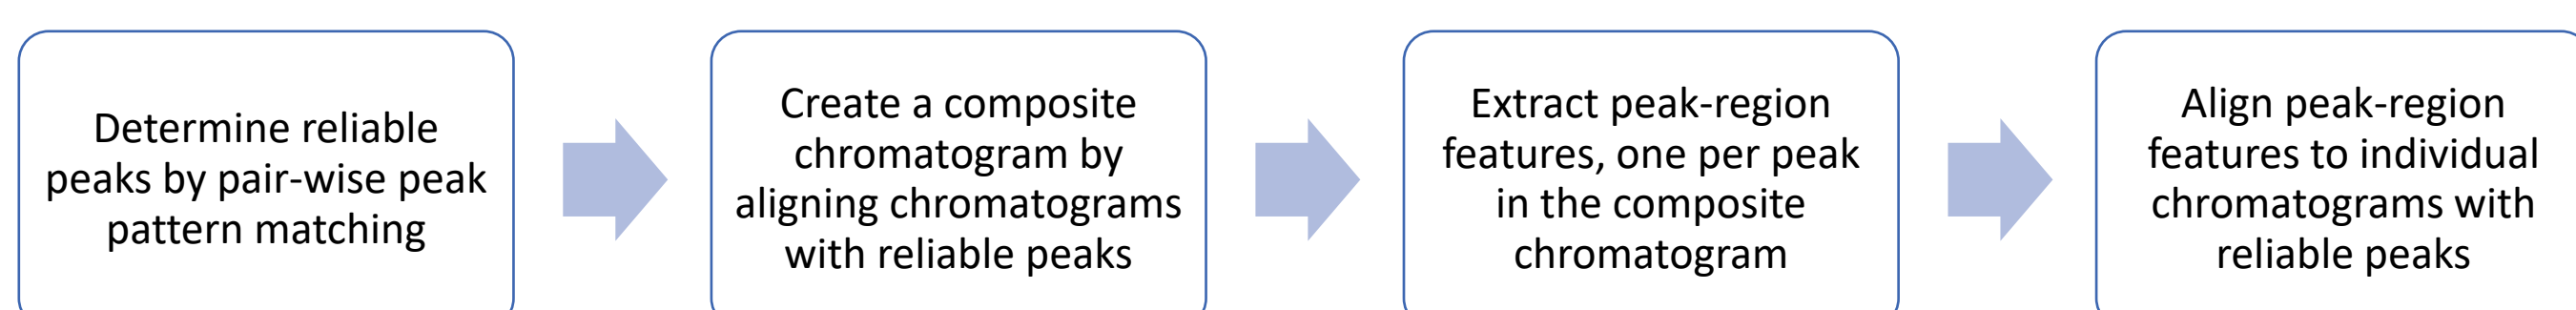 Determine reliable
peaks by pair-wise peak
pattern matching
Create a composite
chromatogram by
aligning chromatograms
with reliable peaks
Extract peak-region
features, one per peak
in the composite
chromatogram
Align peak-region
features to individual
chromatograms with
reliable peaks